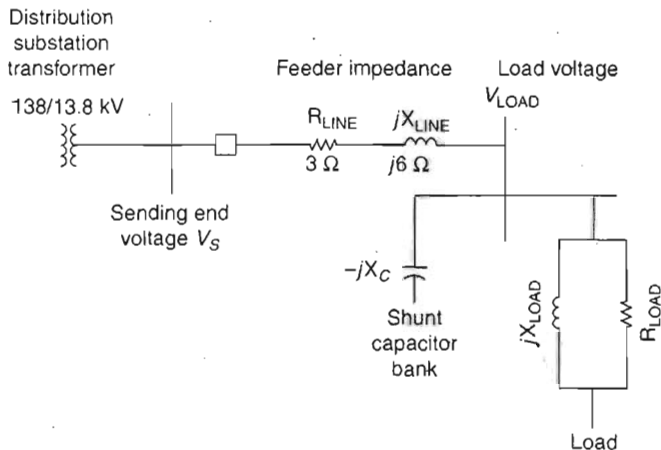 Distribution
substation
transformer
138/13.8 kV
Feeder impedance
Load voltage
V_LOAD
R_LINE
jX_LINE
3 Ω
j6 Ω
Sending end
voltage V_S
-jX_C
Shunt
capacitor
bank
jX_LOAD
R_LOAD
Load